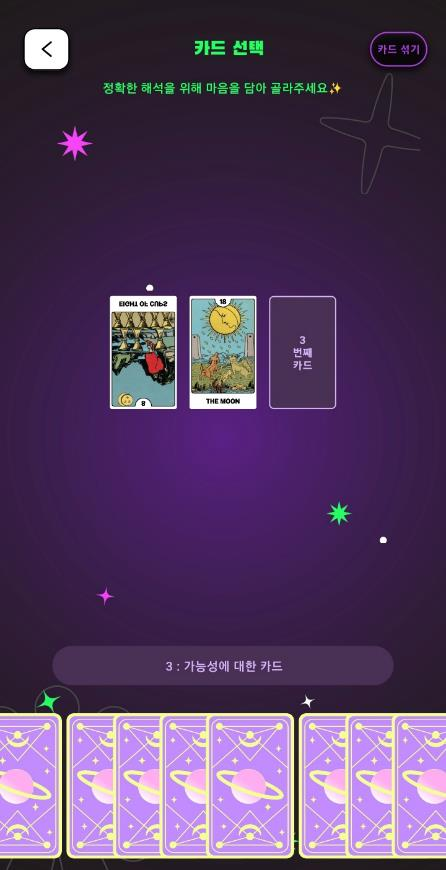 카드 선택
카드 섞기
정확한 해석을 위해 마음을 담아 골라주세요✨
EIGHT OF CUPS
8
18
THE MOON
3
번째
카드
3 : 가능성에 대한 카드